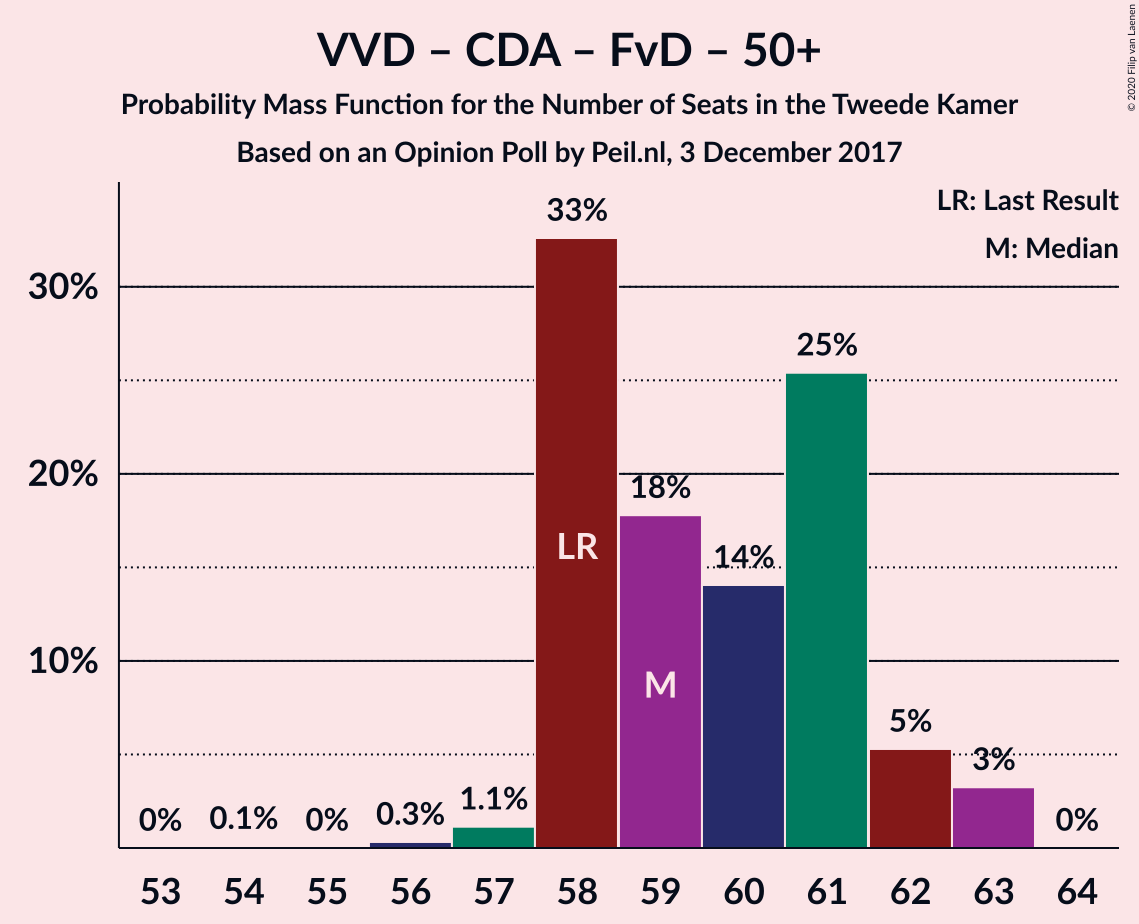 VVD – CDA – FvD – 50+
Probability Mass Function for the Number of Seats in the Tweede Kamer
Based on an Opinion Poll by Peil.nl, 3 December 2017
© 2020 Filip van Laenen
LR: Last Result
M: Median
30%
20%
10%
0%
0.1%
0%
0.3%
1.1%
33%
18%
14%
25%
5%
3%
0%
LR
M
53 54 55 56 57 58 59 60 61 62 63 64